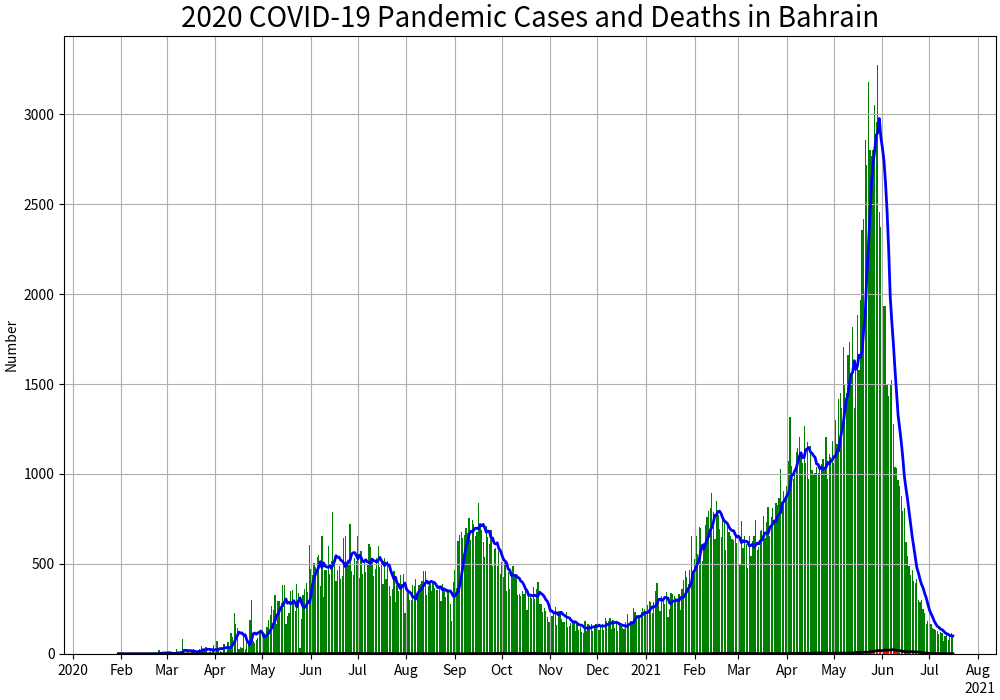 2020 COVID-19 Pandemic Cases and Deaths in Bahrain
Number
3000
2500
2000
1500
1000
500
0
2020 Feb Mar Apr May Jun Jul Aug Sep Oct Nov Dec 2021 Feb Mar Apr May Jun Jul Aug
2021